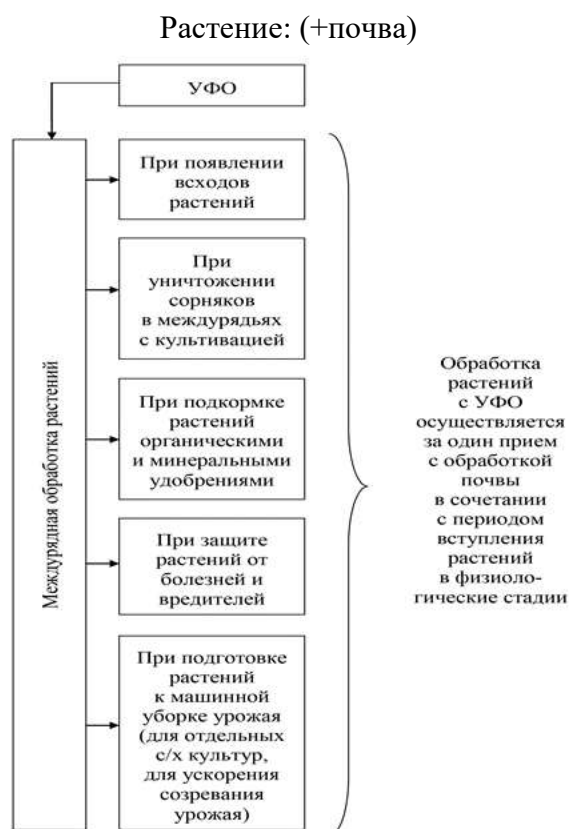 Растение: (+почва)
УФО
Междурядная обработка растений
При появлении
всходов
растений
При
уничтожении
сорняков
в междурядьях
с культивацией
При подкормке
растений
органическими
и минеральными
удобрениями
При защите
растений от
болезней и
вредителей
При подготовке
растений
к машинной
уборке урожая
(для отдельных
с/х культур,
для ускорения
созревания
урожая)
Обработка
растений
с УФО
осуществляется
за один прием
с обработкой
почвы
в сочетании
с периодом
вступления
растений
в физиоло-
гические стадии